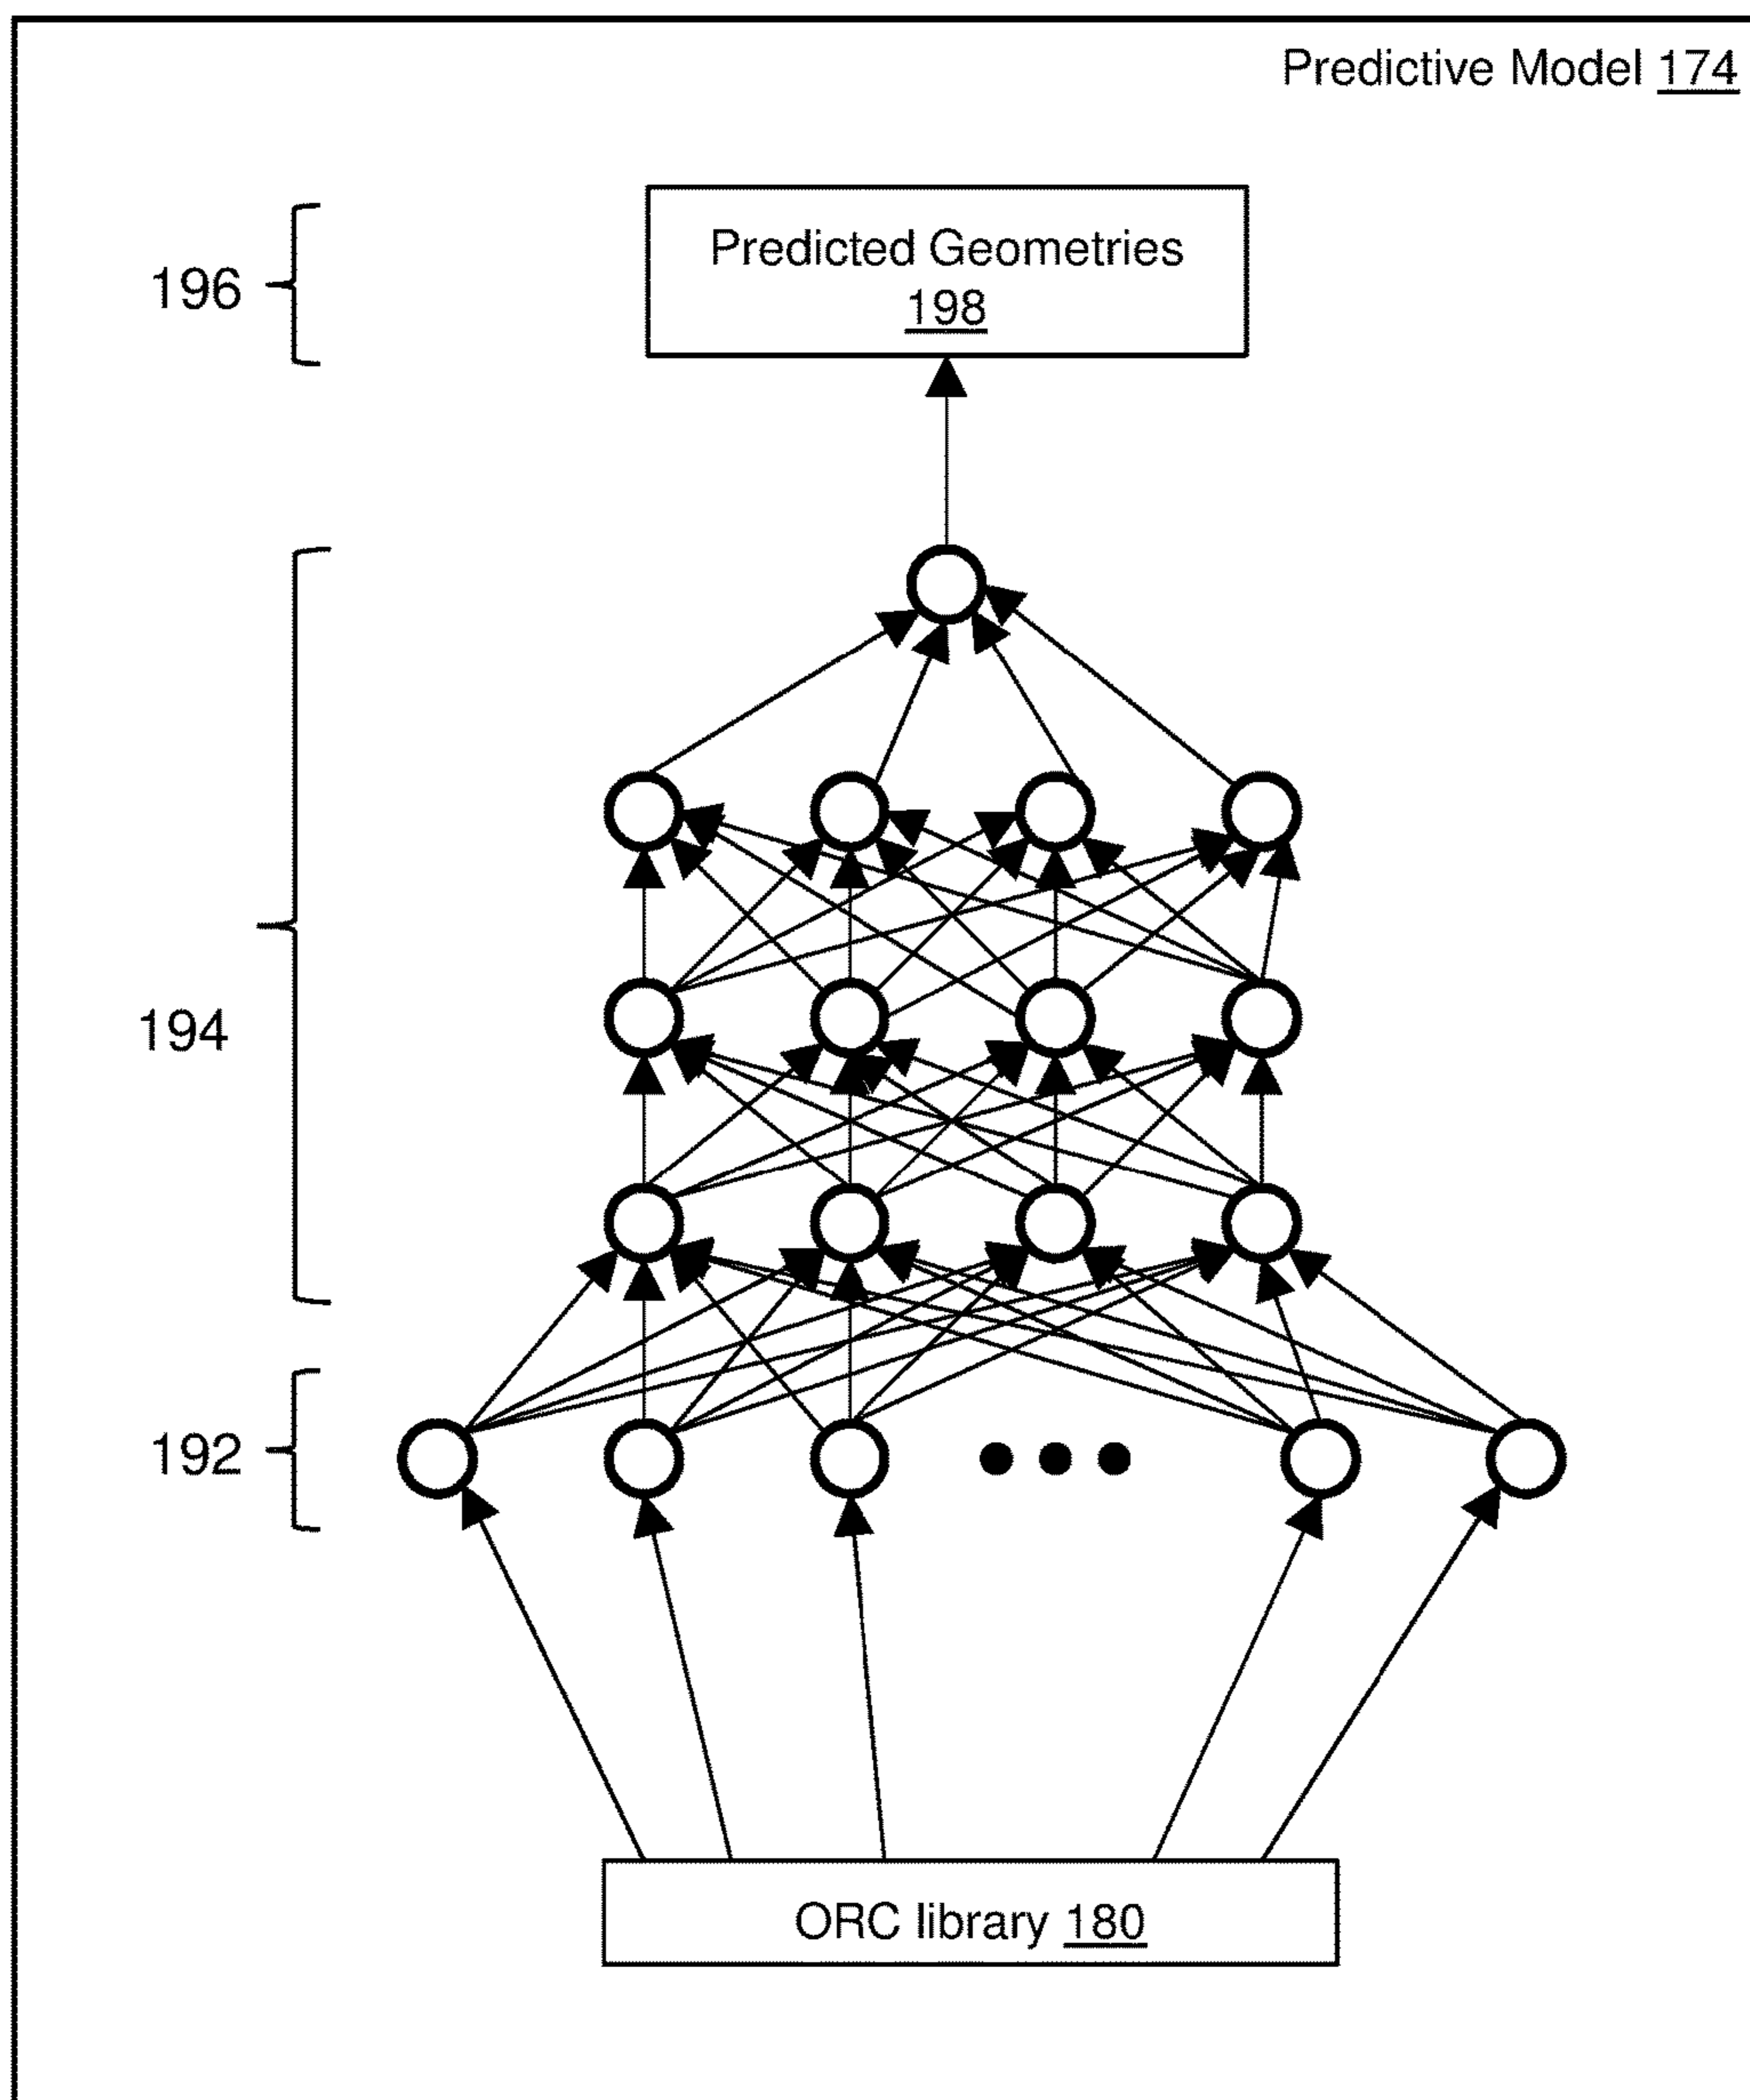 Predictive Model 174
Predicted Geometries
198
196
194
192
ORC library 180